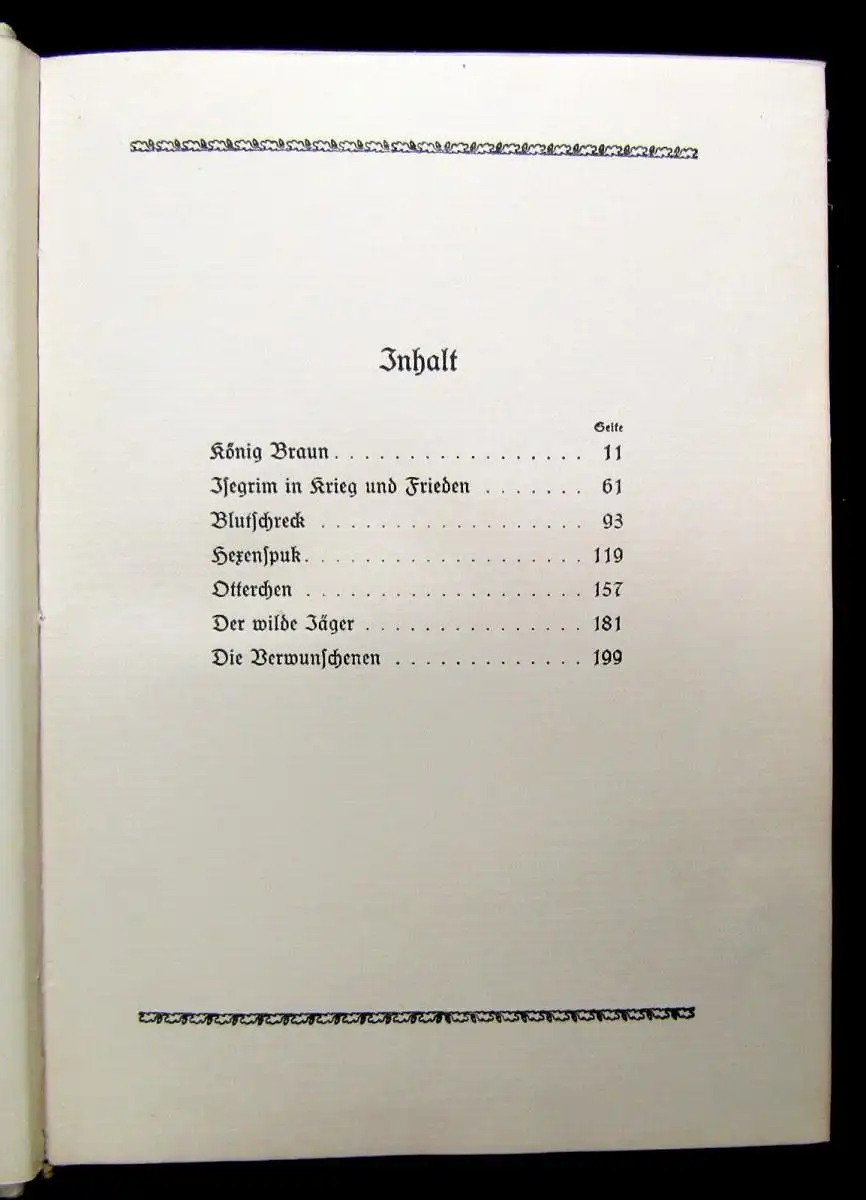 Inhalt
Seite
König Braun . . . . . . . . . . . . . . . . . 11
Isegrim in Krieg und Frieden . . . . . . . 61
Blutschreck . . . . . . . . . . . . . . . . . . 93
Hexenspuk . . . . . . . . . . . . . . . . . . . 119
Otterchen . . . . . . . . . . . . . . . . . . . 157
Der wilde Jäger . . . . . . . . . . . . . . . 181
Die Verwunschenen . . . . . . . . . . . . . 199